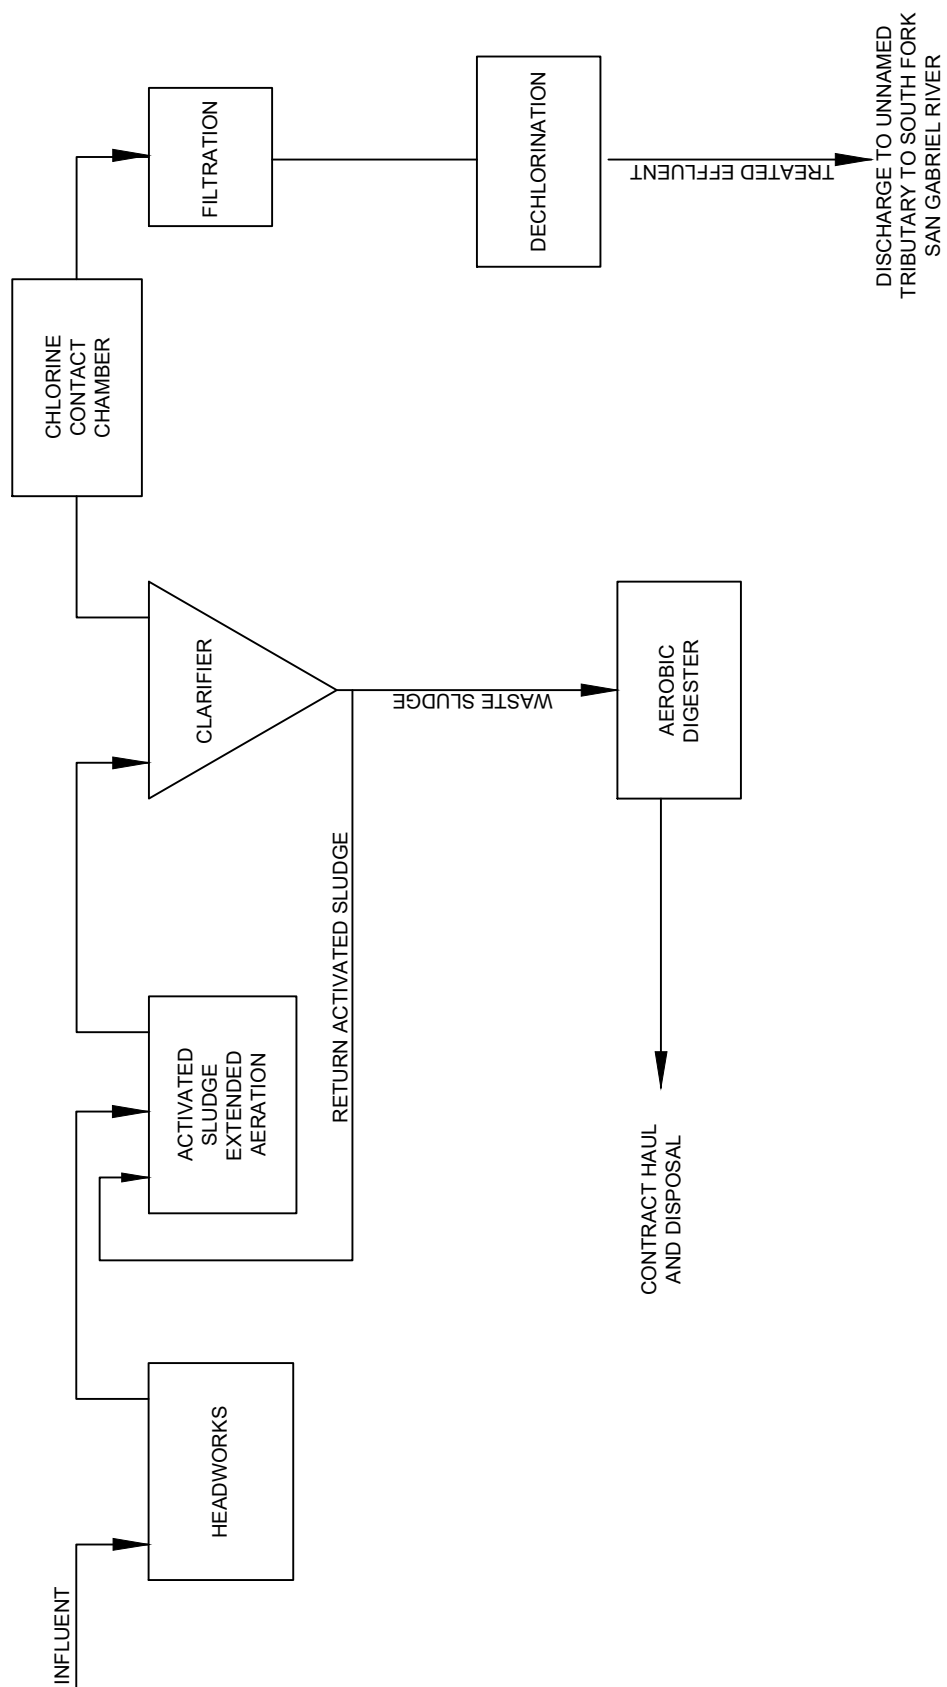 INFLUENT
HEADWORKS
ACTIVATED
SLUDGE
EXTENDED
AERATION
RETURN ACTIVATED SLUDGE
CLARIFIER
WASTE SLUDGE
AEROBIC
DIGESTER
CONTRACT HAUL
AND DISPOSAL
CHLORINE
CONTACT
CHAMBER
FILTRATION
DECHLORINATION
TREATED EFFLUENT
DISCHARGE TO UNNAMED
TRIBUTARY TO SOUTH FORK
SAN GABRIEL RIVER